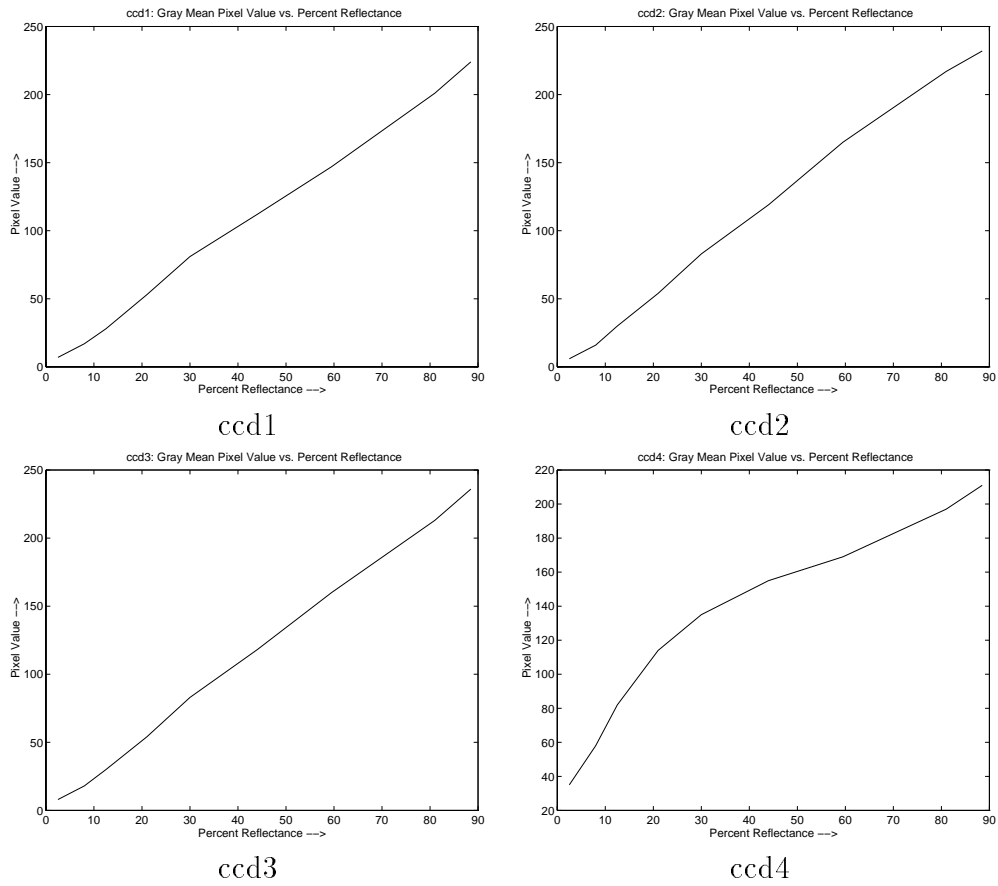 ccd1: Gray Mean Pixel Value vs. Percent Reflectance
250
200
150
100
50
0
Pixel Value −−>
0 10 20 30 40 50 60 70 80 90
Percent Reflectance −−>
ccd1
ccd2: Gray Mean Pixel Value vs. Percent Reflectance
250
200
150
100
50
0
Pixel Value −−>
0 10 20 30 40 50 60 70 80 90
Percent Reflectance −−>
ccd2
ccd3: Gray Mean Pixel Value vs. Percent Reflectance
250
200
150
100
50
0
Pixel Value −−>
0 10 20 30 40 50 60 70 80 90
Percent Reflectance −−>
ccd3
ccd4: Gray Mean Pixel Value vs. Percent Reflectance
220
200
180
160
140
120
100
80
60
40
20
Pixel Value −−>
0 10 20 30 40 50 60 70 80 90
Percent Reflectance −−>
ccd4